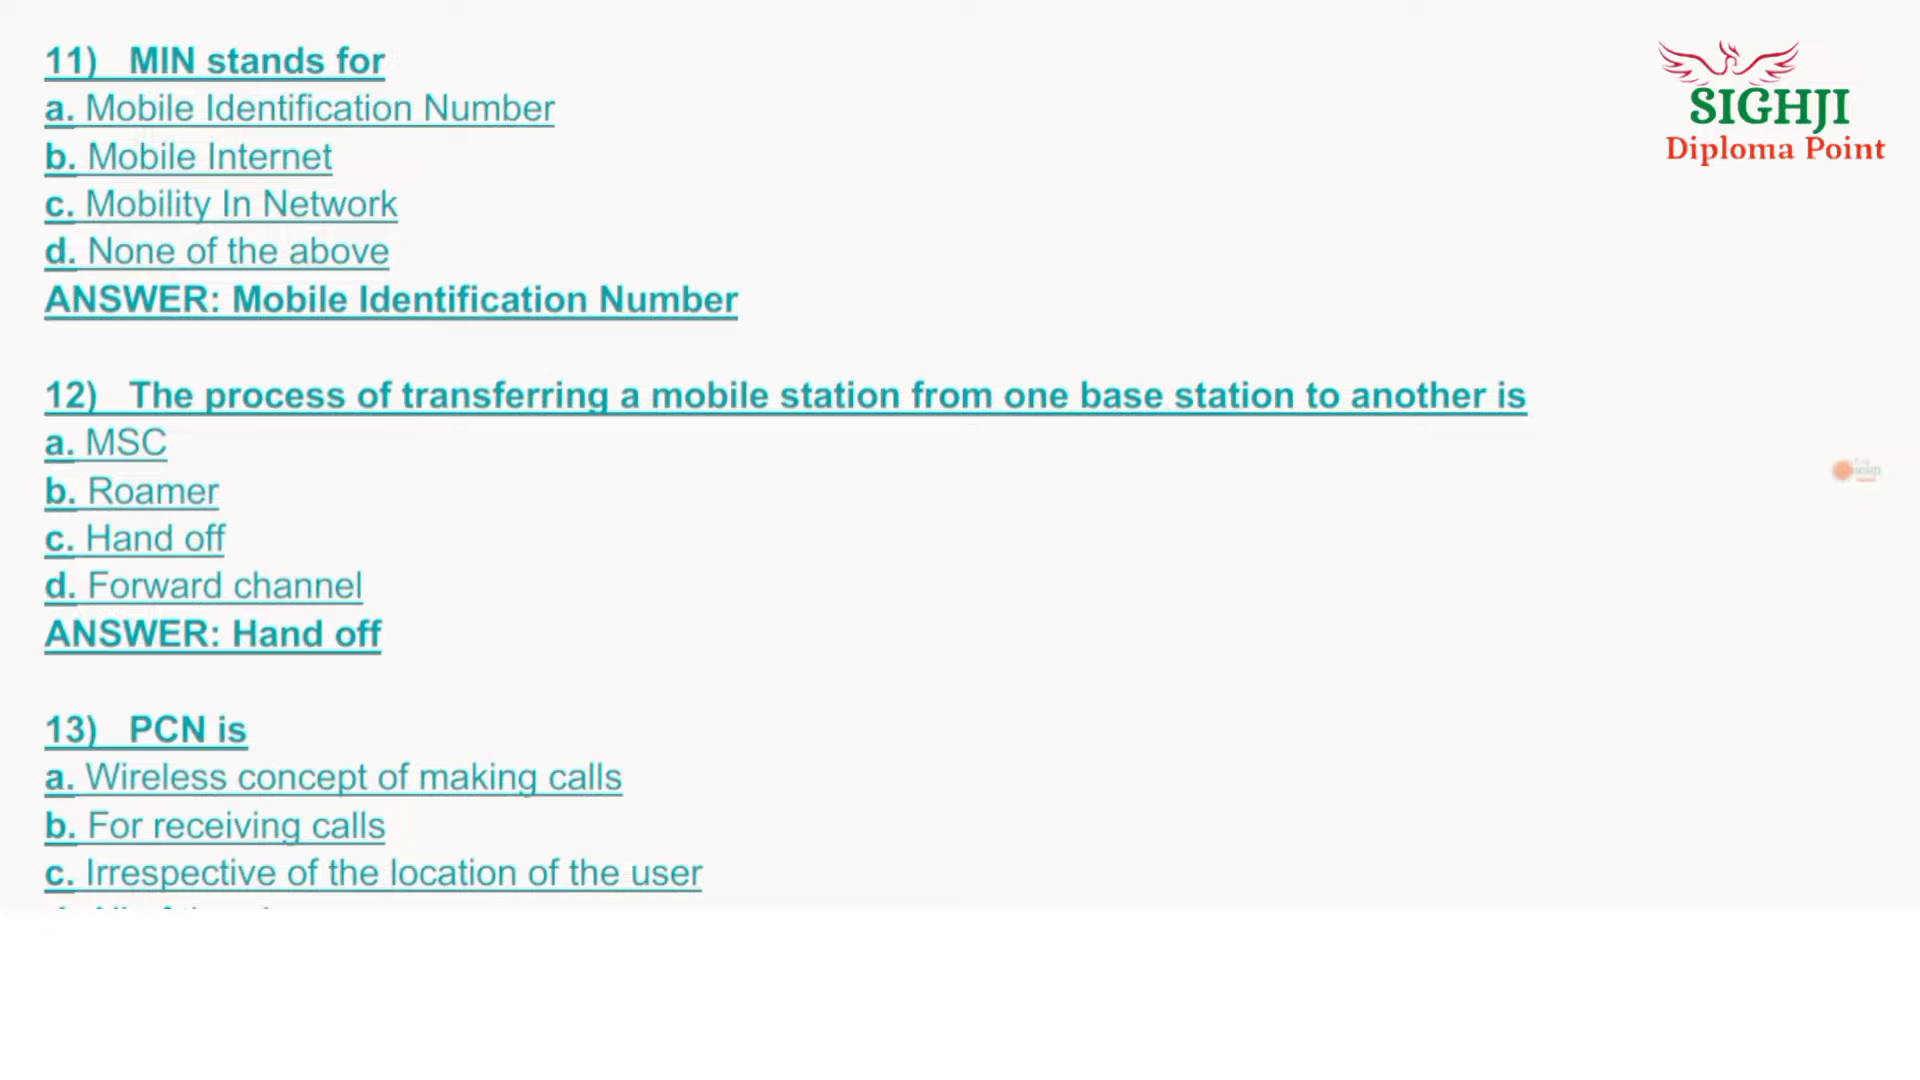 11) MIN stands for
a. Mobile Identification Number
b. Mobile Internet
c. Mobility In Network
d. None of the above
ANSWER: Mobile Identification Number
12) The process of transferring a mobile station from one base station to another is
a. MSC
b. Roamer
c. Hand off
d. Forward channel
ANSWER: Hand off
13) PCN is
a. Wireless concept of making calls
b. For receiving calls
c. Irrespective of the location of the user
SIGHJI
Diploma Point